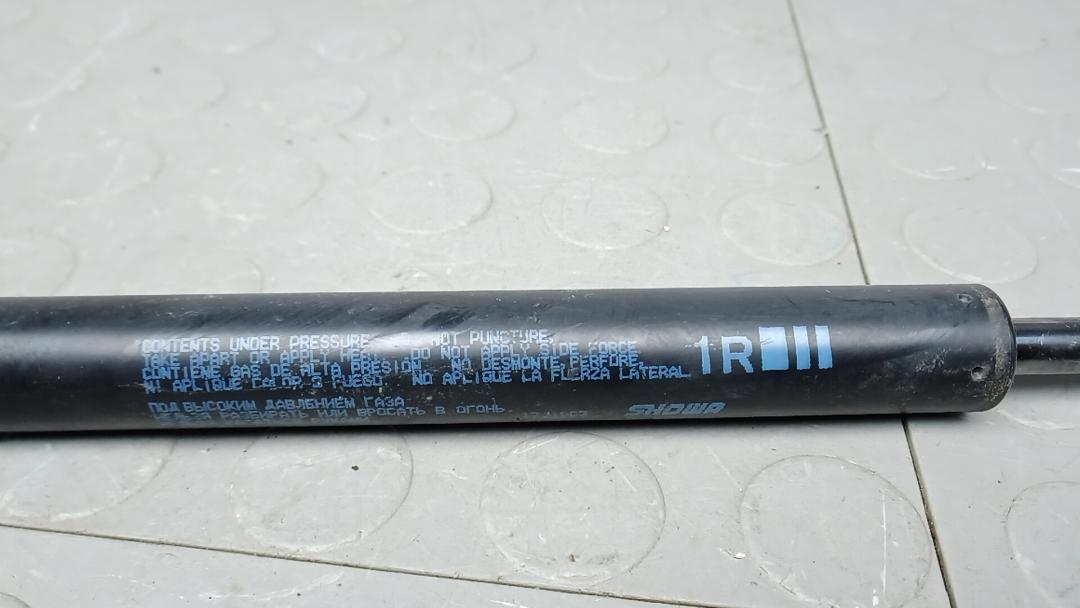 CONTENTS UNDER PRESSURE. NOT PUNCTURE,
TAKE APART OR APPLY DO NOT APPLY SIDE FORCE
CONTIENE GAS DE ALTA PRESION NO DESMONTE PERFORE,
NI APLIQUE CALOR FUEGO NO APLIQUE LA FUERZA LATERAL
1R
ПОД ВЫСОКИМ ДАВЛЕНИЕМ ГАЗА
ИЛИ БРОСАТЬ В ОГОНЬ
SHOWA